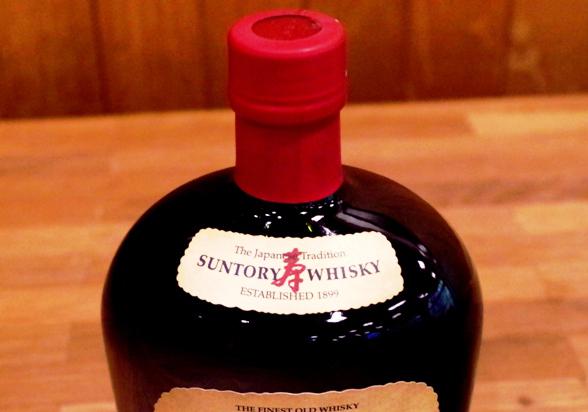 The Japanese Tradition
SUNTORY 寿 WHISKY
ESTABLISHED 1899
THE FINEST OLD WHISKY